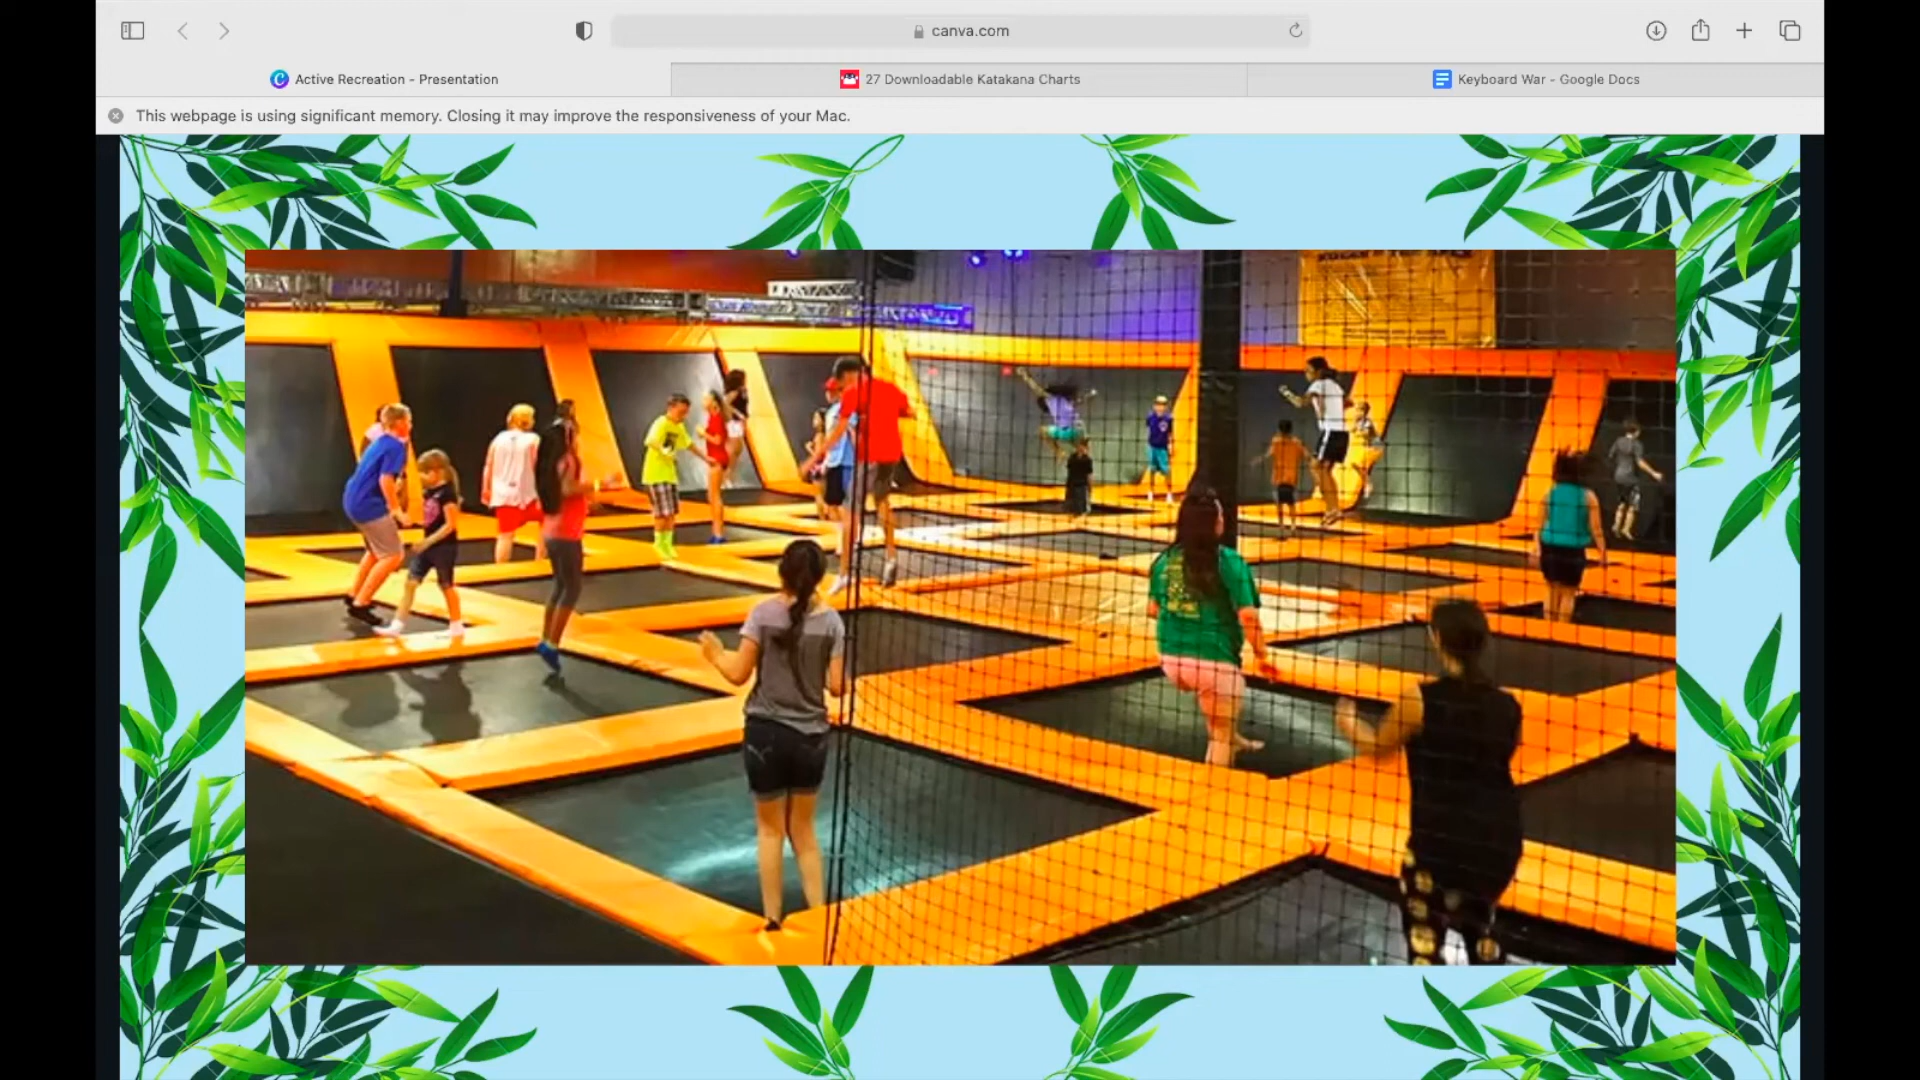 canva.com
Active Recreation - Presentation
27 Downloadable Katakana Charts
Keyboard War - Google Docs
This webpage is using significant memory. Closing it may improve the responsiveness of your Mac.